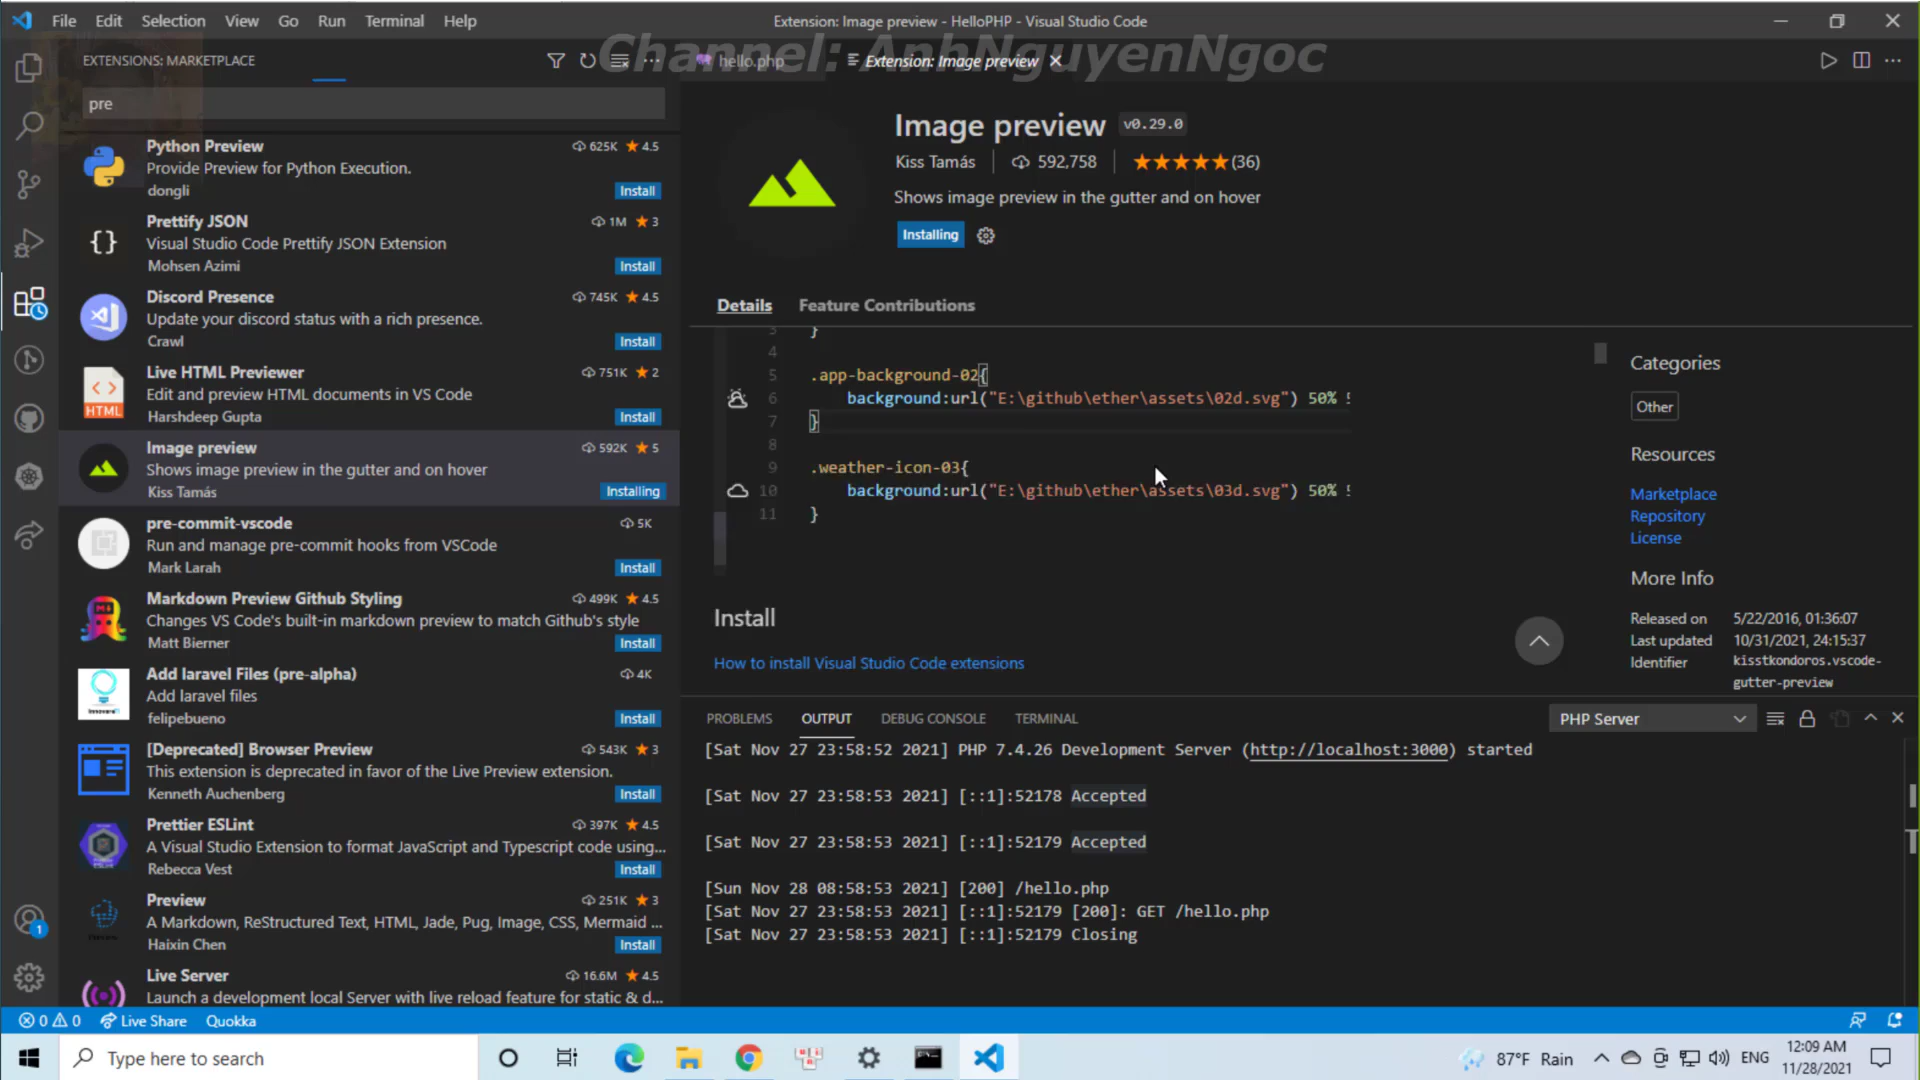 File Edit Selection View Go Run Terminal Help
Extension: Image preview - HelloPHP - Visual Studio Code
Channel: AnhNguyenNgoc
EXTENSIONS: MARKETPLACE
hello.php
Extension: Image preview
pre
Python Preview
625K 4.5
Provide Preview for Python Execution.
dongli
Install
Prettify JSON
1M 3
Visual Studio Code Prettify JSON Extension
Mohsen Azimi
Install
Discord Presence
745K 4.5
Update your discord status with a rich presence.
Crawl
Install
Live HTML Previewer
751K 2
Edit and preview HTML documents in VS Code
Harshdeep Gupta
Install
HTML
Image preview
592K 5
Shows image preview in the gutter and on hover
Kiss Tamás
Installing
pre-commit-vscode
5K
Run and manage pre-commit hooks from VSCode
Mark Larah
Install
Markdown Preview Github Styling
499K 4.5
Changes VS Code's built-in markdown preview to match Github's style
Matt Bierner
Install
Add laravel Files (pre-alpha)
4K
Add laravel files
felipebueno
Install
[Deprecated] Browser Preview
543K 3
This extension is deprecated in favor of the Live Preview extension.
Kenneth Auchenberg
Install
Prettier ESLint
397K 4.5
A Visual Studio Extension to format JavaScript and Typescript code using...
Rebecca Vest
Install
Preview
251K 3
A Markdown, ReStructured Text, HTML, Jade, Pug, Image, CSS, Mermaid ...
Haixin Chen
Install
Live Server
16.6M 4.5
Launch a development local Server with live reload feature for static & d...
Image preview v0.29.0
Kiss Tamás 592,758 (36)
Shows image preview in the gutter and on hover
Installing
Details Feature Contributions
3 }
4
5 .app-background-02{
6 background:url("E:\github\ether\assets\02d.svg") 50%
7 }
8
9 .weather-icon-03{
10 background:url("E:\github\ether\assets\03d.svg") 50%
11 }
Install
How to install Visual Studio Code extensions
Categories
Other
Resources
Marketplace
Repository
License
More Info
Released on 5/22/2016, 01:36:07
Last updated 10/31/2021, 24:15:37
Identifier kisstkondoros.vscode-
gutter-preview
PROBLEMS OUTPUT DEBUG CONSOLE TERMINAL
PHP Server
[Sat Nov 27 23:58:52 2021] PHP 7.4.26 Development Server (http://localhost:3000) started
[Sat Nov 27 23:58:53 2021] [::1]:52178 Accepted
[Sat Nov 27 23:58:53 2021] [::1]:52179 Accepted
[Sun Nov 28 08:58:53 2021] [200] /hello.php
[Sat Nov 27 23:58:53 2021] [::1]:52179 [200]: GET /hello.php
[Sat Nov 27 23:58:53 2021] [::1]:52179 Closing
1
0 0 Live Share Quokka
Type here to search
87°F Rain
ENG
12:09 AM
11/28/2021